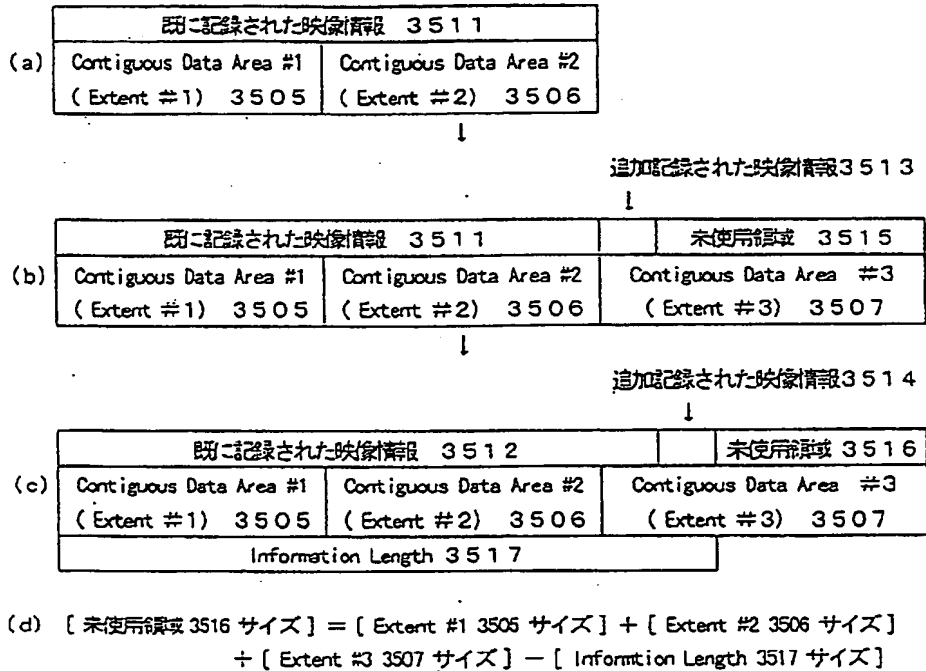 既に記録された映像情報 3511
(a) Contiguous Data Area #1 Contiguous Data Area #2
(Extent #1) 3505 (Extent #2) 3506
↓
追加記録された映像情報3513
↓
既に記録された映像情報 3511 未使用領域 3515
(b) Contiguous Data Area #1 Contiguous Data Area #2 Contiguous Data Area #3
(Extent #1) 3505 (Extent #2) 3506 (Extent #3) 3507
↓
追加記録された映像情報3514
↓
既に記録された映像情報 3512 未使用領域 3516
(c) Contiguous Data Area #1 Contiguous Data Area #2 Contiguous Data Area #3
(Extent #1) 3505 (Extent #2) 3506 (Extent #3) 3507
Information Length 3517
(d) [ 未使用領域 3516 サイズ ] = [ Extent #1 3505 サイズ ] + [ Extent #2 3506 サイズ ]
+ [ Extent #3 3507 サイズ ] − [ Informtion Length 3517 サイズ ]